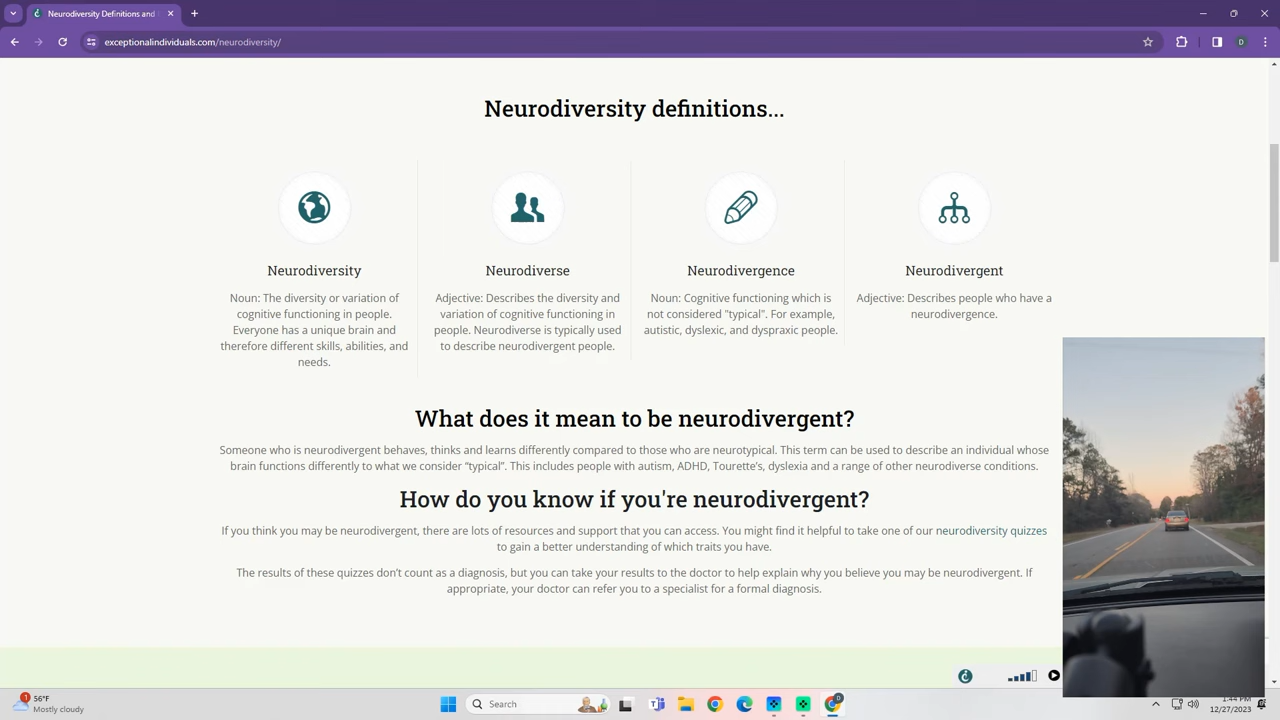 Neurodiversity Definitions and
exceptionalindividuals.com/neurodiversity/
D
Neurodiversity definitions...
Neurodiversity
Noun: The diversity or variation of
cognitive functioning in people.
Everyone has a unique brain and
therefore different skills, abilities, and
needs.
Neurodiverse
Adjective: Describes the diversity and
variation of cognitive functioning in
people. Neurodiverse is typically used
to describe neurodivergent people.
Neurodivergence
Noun: Cognitive functioning which is
not considered "typical". For example,
autistic, dyslexic, and dyspraxic people.
Neurodivergent
Adjective: Describes people who have a
neurodivergence.
What does it mean to be neurodivergent?
Someone who is neurodivergent behaves, thinks and learns differently compared to those who are neurotypical. This term can be used to describe an individual whose
brain functions differently to what we consider “typical”. This includes people with autism, ADHD, Tourette’s, dyslexia and a range of other neurodiverse conditions.
How do you know if you're neurodivergent?
If you think you may be neurodivergent, there are lots of resources and support that you can access. You might find it helpful to take one of our neurodiversity quizzes
to gain a better understanding of which traits you have.
The results of these quizzes don’t count as a diagnosis, but you can take your results to the doctor to help explain why you believe you may be neurodivergent. If
appropriate, your doctor can refer you to a specialist for a formal diagnosis.
1
56°F
Mostly cloudy
Search
1:44 PM
12/27/2023